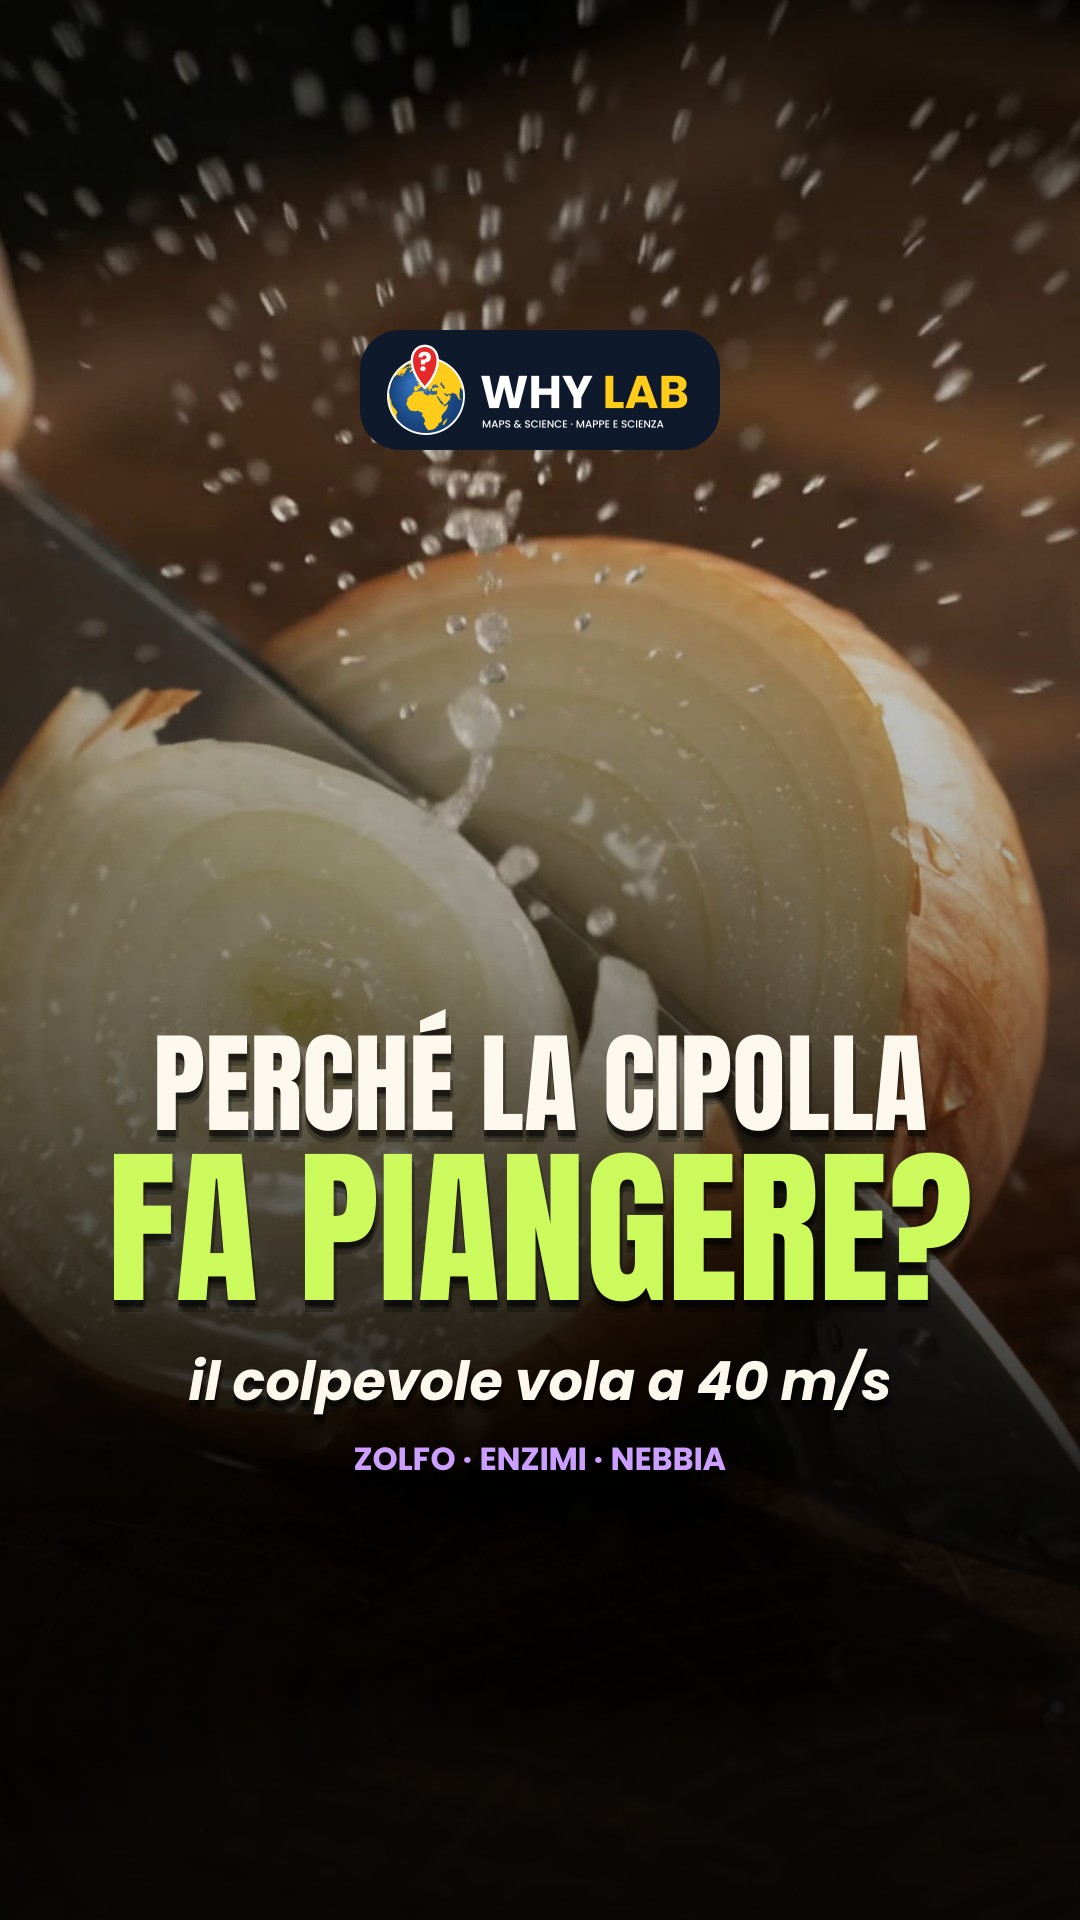 ?
WHY LAB
MAPS & SCIENCE · MAPPE E SCIENZA
PERCHÉ LA CIPOLLA
FA PIANGERE?
il colpevole vola a 40 m/s
ZOLFO · ENZIMI · NEBBIA